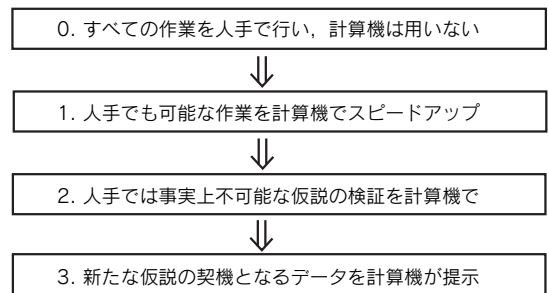 0. すべての作業を人手で行い，計算機は用いない
1. 人手でも可能な作業を計算機でスピードアップ
2. 人手では事実上不可能な仮説の検証を計算機で
3. 新たな仮説の契機となるデータを計算機が提示